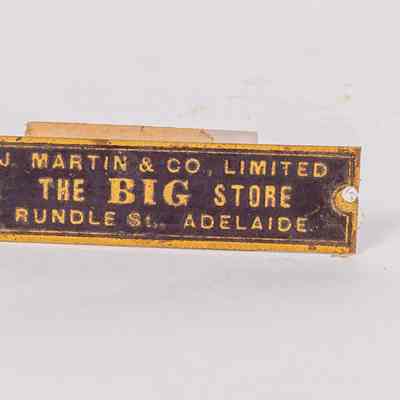 J. MARTIN & CO., LIMITED
THE BIG STORE
RUNDLE St., ADELAIDE.